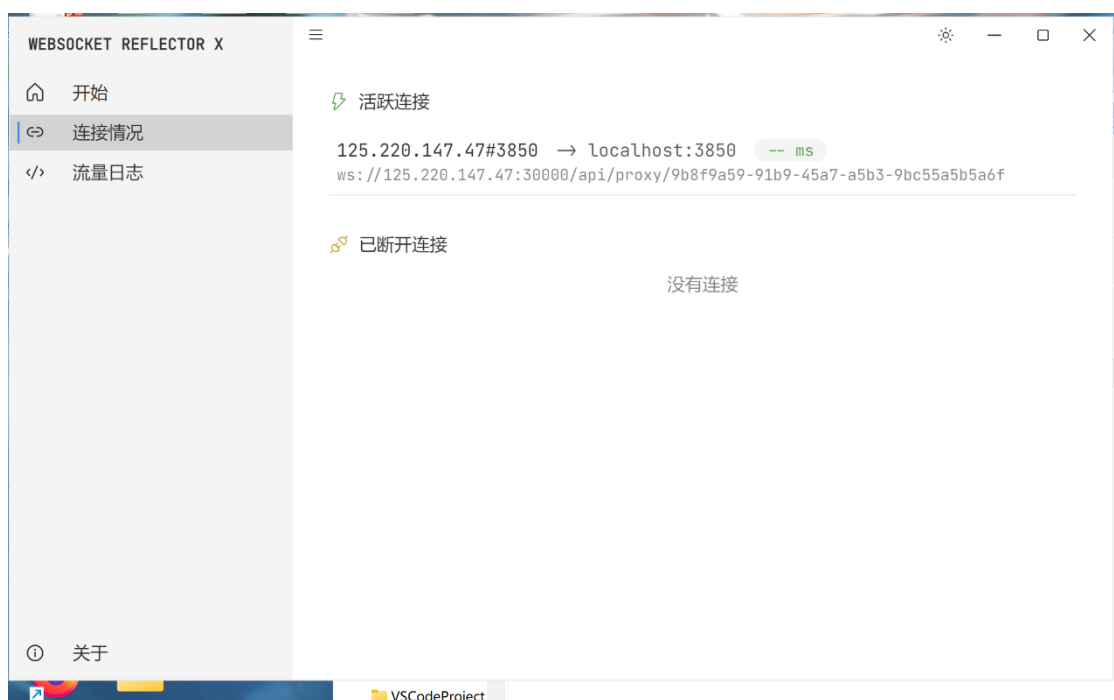 WEBSOCKET REFLECTOR X
开始
连接情况
流量日志
活跃连接
125.220.147.47#3850 → localhost:3850 -- ms
ws://125.220.147.47:30000/api/proxy/9b8f9a59-91b9-45a7-a5b3-9bc55a5b5a6f
已断开连接
没有连接
关于
VSCodeProject